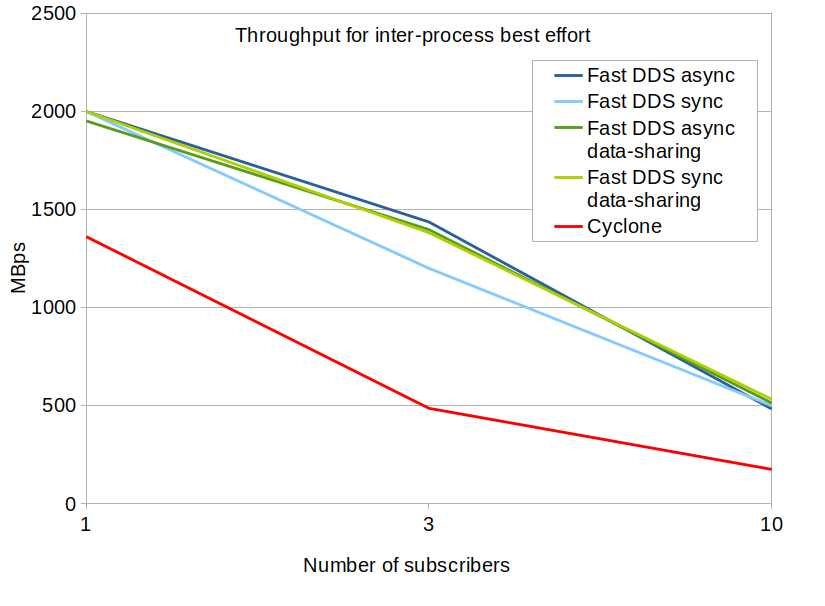 Throughput for inter-process best effort
2500
2000
1500
1000
500
0
MBps
Fast DDS async
Fast DDS sync
Fast DDS async
data-sharing
Fast DDS sync
data-sharing
Cyclone
1
3
10
Number of subscribers